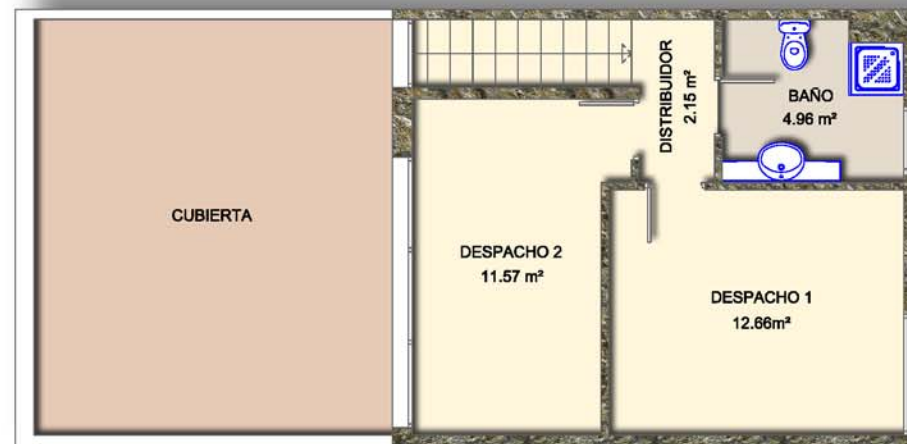 CUBIERTA
DESPACHO 2
11.57 m²
DISTRIBUIDOR
2.15 m²
BAÑO
4.96 m²
DESPACHO 1
12.66m²